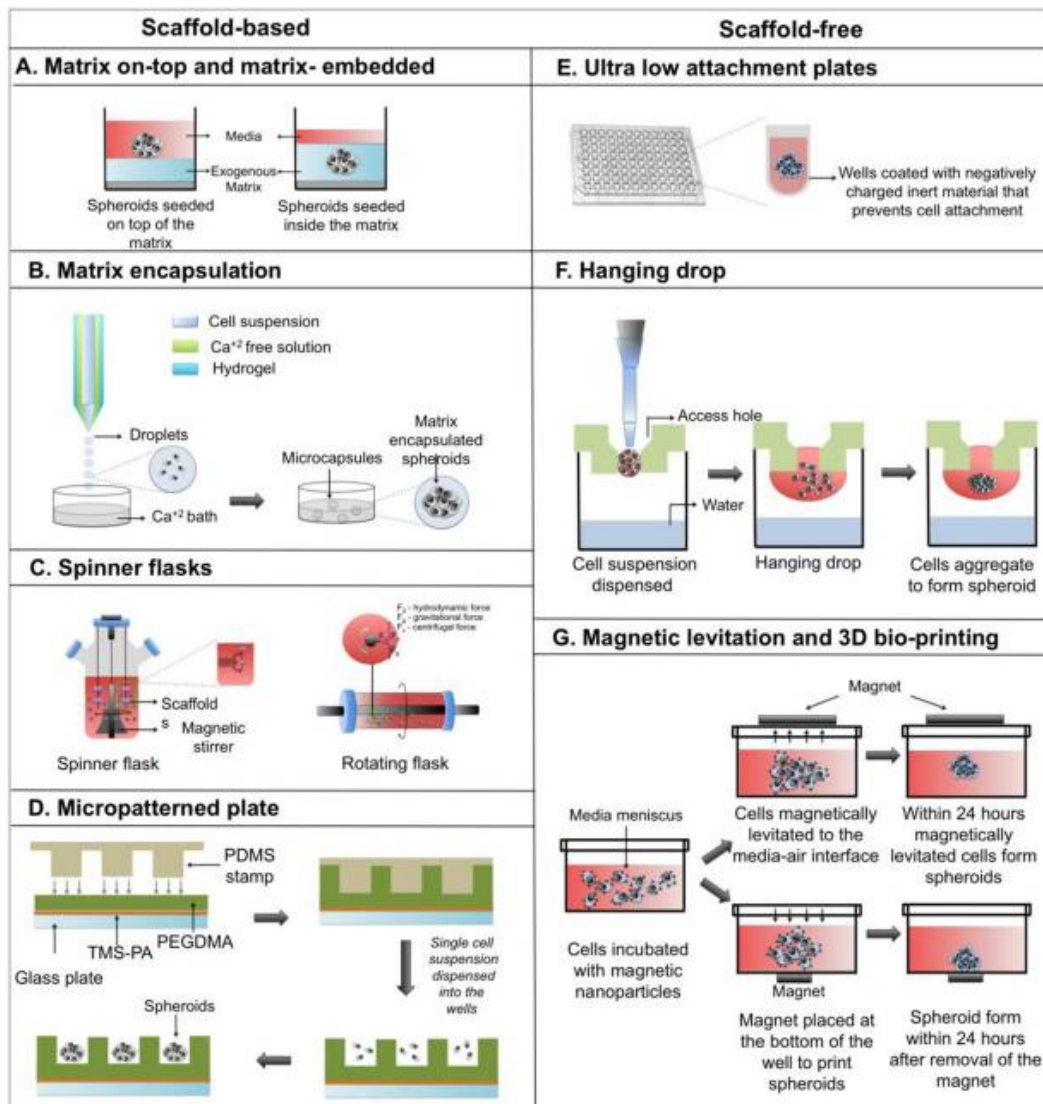 Scaffold-based
Scaffold-free
A. Matrix on-top and matrix- embedded
Media
Exogenous
Matrix
Spheroids seeded
on top of the
matrix
Spheroids seeded
inside the matrix
B. Matrix encapsulation
Cell suspension
Ca+2 free solution
Hydrogel
Droplets
Ca+2 bath
Microcapsules
Matrix
encapsulated
spheroids
C. Spinner flasks
Scaffold
s
Magnetic
stirrer
Spinner flask
- hydrodynamic force
- gravitational force
- centrifugal force
Rotating flask
D. Micropatterned plate
PDMS
stamp
PEGDMA
TMS-PA
Glass plate
Single cell
suspension
dispensed
into the
wells
Spheroids
E. Ultra low attachment plates
Wells coated with negatively
charged inert material that
prevents cell attachment
F. Hanging drop
Access hole
Water
Cell suspension
dispensed
Hanging drop
Cells aggregate
to form spheroid
G. Magnetic levitation and 3D bio-printing
Magnet
Media meniscus
Cells incubated
with magnetic
nanoparticles
Cells magnetically
levitated to the
media-air interface
Within 24 hours
magnetically
levitated cells form
spheroids
Magnet
Magnet placed at
the bottom of the
well to print
spheroids
Spheroid form
within 24 hours
after removal of the
magnet